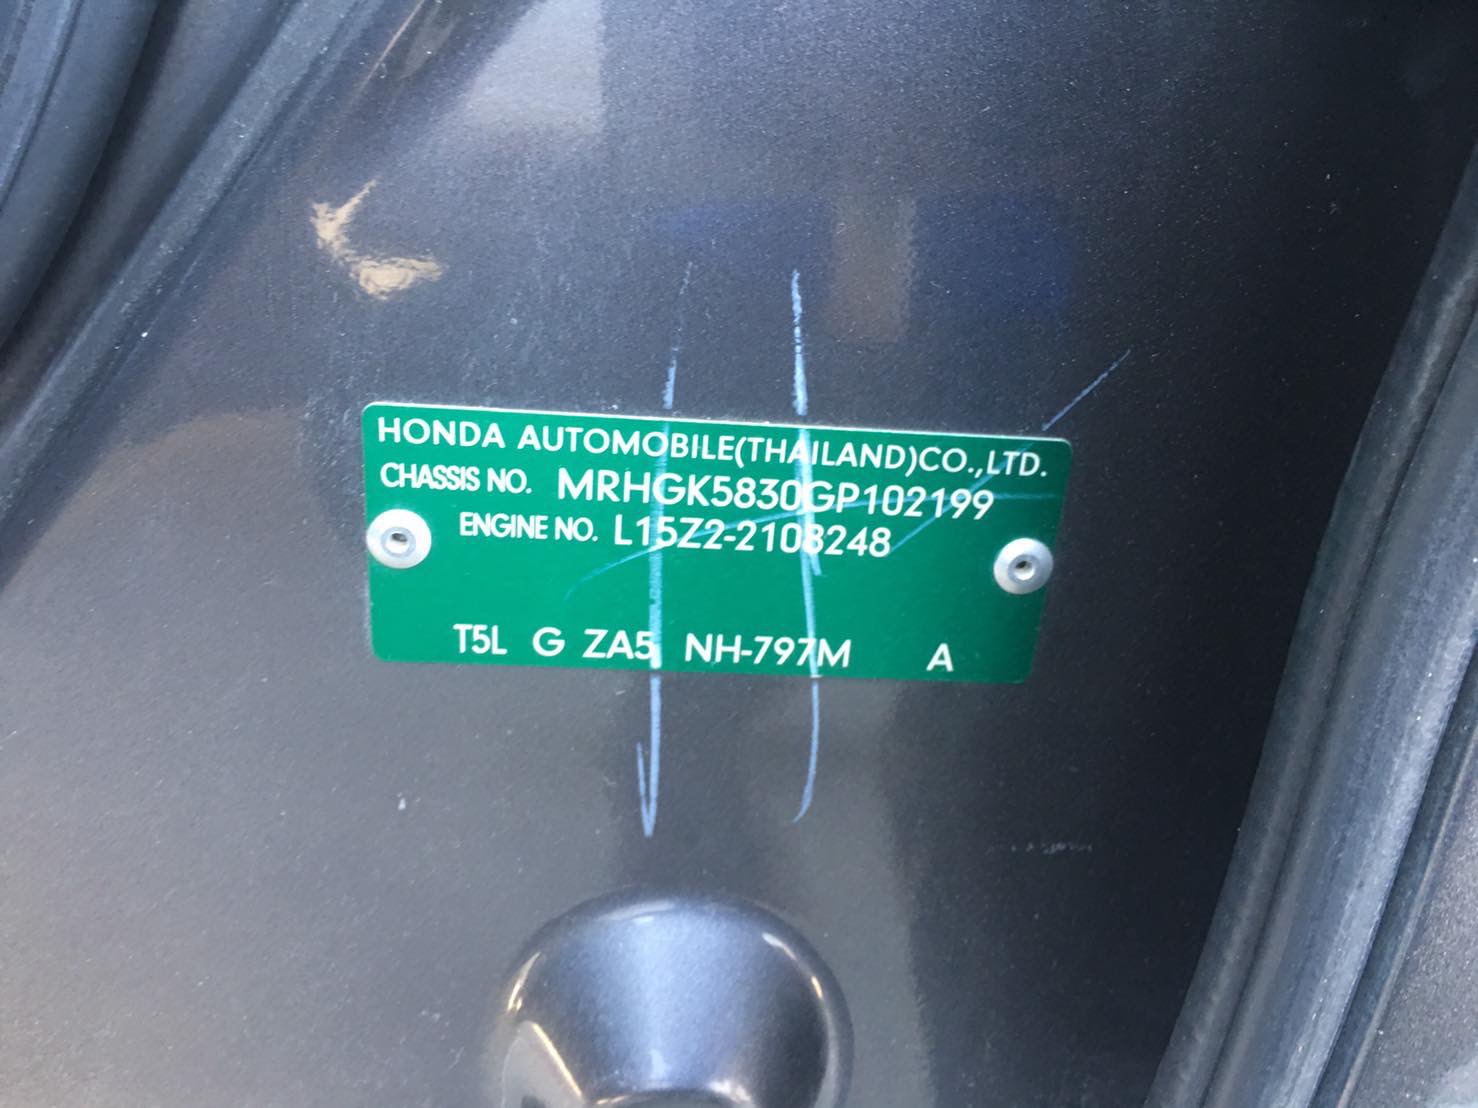 HONDA AUTOMOBILE(THAILAND)CO.,LTD.
CHASSIS NO. MRHGK5830GP102199
ENGINE NO. L15Z2-2108248
T5L G ZA5 NH-797M A